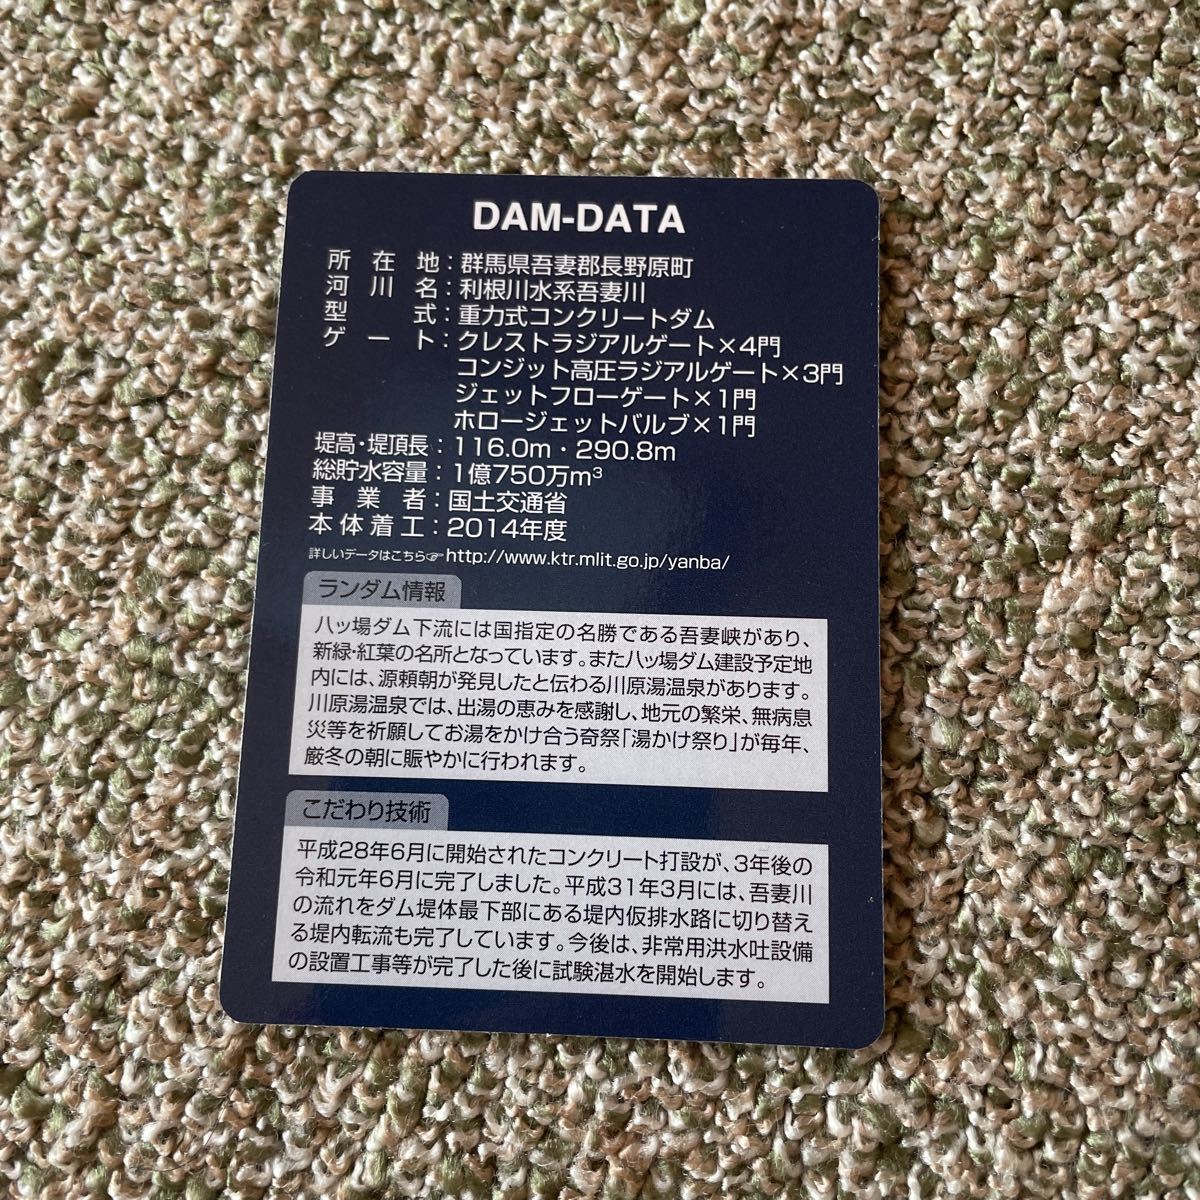 DAM-DATA
所在地：群馬県吾妻郡長野原町
河川名：利根川水系吾妻川
型式：重力式コンクリートダム
ゲート：クレストラジアルゲート×4門
コンジット高圧ラジアルゲート×3門
ジェットフローゲート×1門
ホロージェットバルブ×1門
堤高・堤頂長：116.0m・290.8m
総貯水容量：1億750万m³
事業者：国土交通省
本体着工：2014年度
詳しいデータはこちら☞http://www.ktr.mlit.go.jp/yanba/
ランダム情報
八ッ場ダム下流には国指定の名勝である吾妻峡があり、
新緑・紅葉の名所となっています。また八ッ場ダム建設予定地
内には、源頼朝が発見したと伝わる川原湯温泉があります。
川原湯温泉では、出湯の恵みを感謝し、地元の繁栄、無病息
災等を祈願してお湯をかけ合う奇祭「湯かけ祭り」が毎年、
厳冬の朝に賑やかに行われます。
こだわり技術
平成28年6月に開始されたコンクリート打設が、3年後の
令和元年6月に完了しました。平成31年3月には、吾妻川
の流れをダム堤体最下部にある堤内仮排水路に切り替え
る堤内転流も完了しています。今後は、非常用洪水吐設備
の設置工事等が完了した後に試験湛水を開始します。